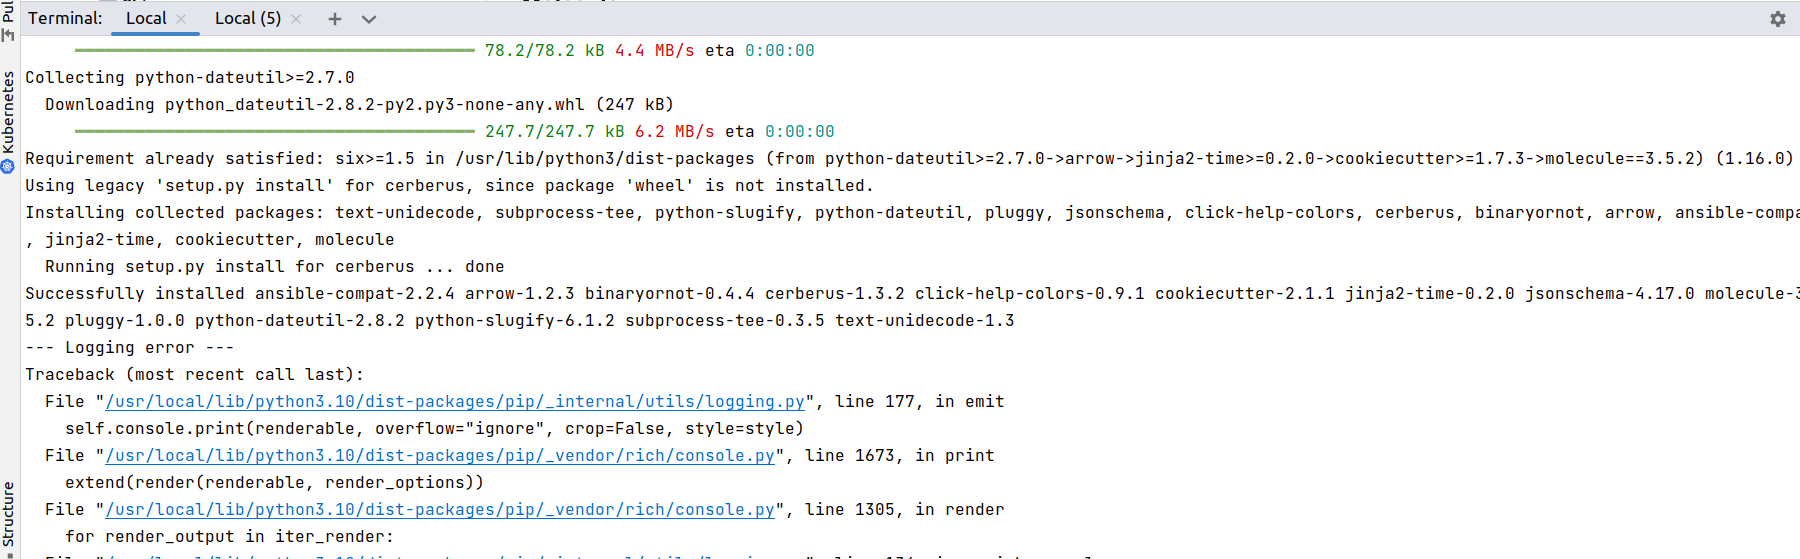 Terminal: Local × Local (5) × +
78.2/78.2 kB 4.4 MB/s eta 0:00:00
Collecting python-dateutil>=2.7.0
Downloading python_dateutil-2.8.2-py2.py3-none-any.whl (247 kB)
247.7/247.7 kB 6.2 MB/s eta 0:00:00
Requirement already satisfied: six>=1.5 in /usr/lib/python3/dist-packages (from python-dateutil>=2.7.0->arrow->jinja2-time>=0.2.0->cookiecutter>=1.7.3->molecule==3.5.2) (1.16.0)
Using legacy 'setup.py install' for cerberus, since package 'wheel' is not installed.
Installing collected packages: text-unidecode, subprocess-tee, python-slugify, python-dateutil, pluggy, jsonschema, click-help-colors, cerberus, binaryornot, arrow, ansible-compa
, jinja2-time, cookiecutter, molecule
Running setup.py install for cerberus ... done
Successfully installed ansible-compat-2.2.4 arrow-1.2.3 binaryornot-0.4.4 cerberus-1.3.2 click-help-colors-0.9.1 cookiecutter-2.1.1 jinja2-time-0.2.0 jsonschema-4.17.0 molecule-3
5.2 pluggy-1.0.0 python-dateutil-2.8.2 python-slugify-6.1.2 subprocess-tee-0.3.5 text-unidecode-1.3
--- Logging error ---
Traceback (most recent call last):
File "/usr/local/lib/python3.10/dist-packages/pip/_internal/utils/logging.py", line 177, in emit
self.console.print(renderable, overflow="ignore", crop=False, style=style)
File "/usr/local/lib/python3.10/dist-packages/pip/_vendor/rich/console.py", line 1673, in print
extend(render(renderable, render_options))
File "/usr/local/lib/python3.10/dist-packages/pip/_vendor/rich/console.py", line 1305, in render
for render_output in iter_render:
Pul
Kubernetes
Structure